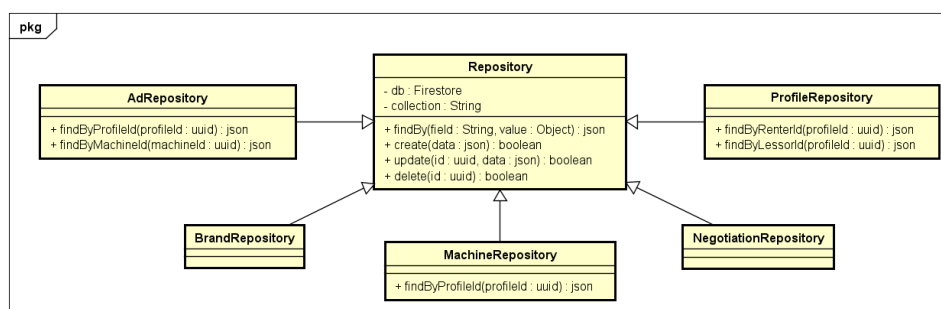 pkg
Repository
- db : Firestore
- collection : String
+ findBy(field : String, value : Object) : json
+ create(data : json) : boolean
+ update(id : uuid, data : json) : boolean
+ delete(id : uuid) : boolean
AdRepository
+ findByProfileId(profileId : uuid) : json
+ findByMachineId(machineId : uuid) : json
ProfileRepository
+ findByRenterId(profileId : uuid) : json
+ findByLessorId(profileId : uuid) : json
BrandRepository
MachineRepository
+ findByProfileId(profileId : uuid) : json
NegotiationRepository